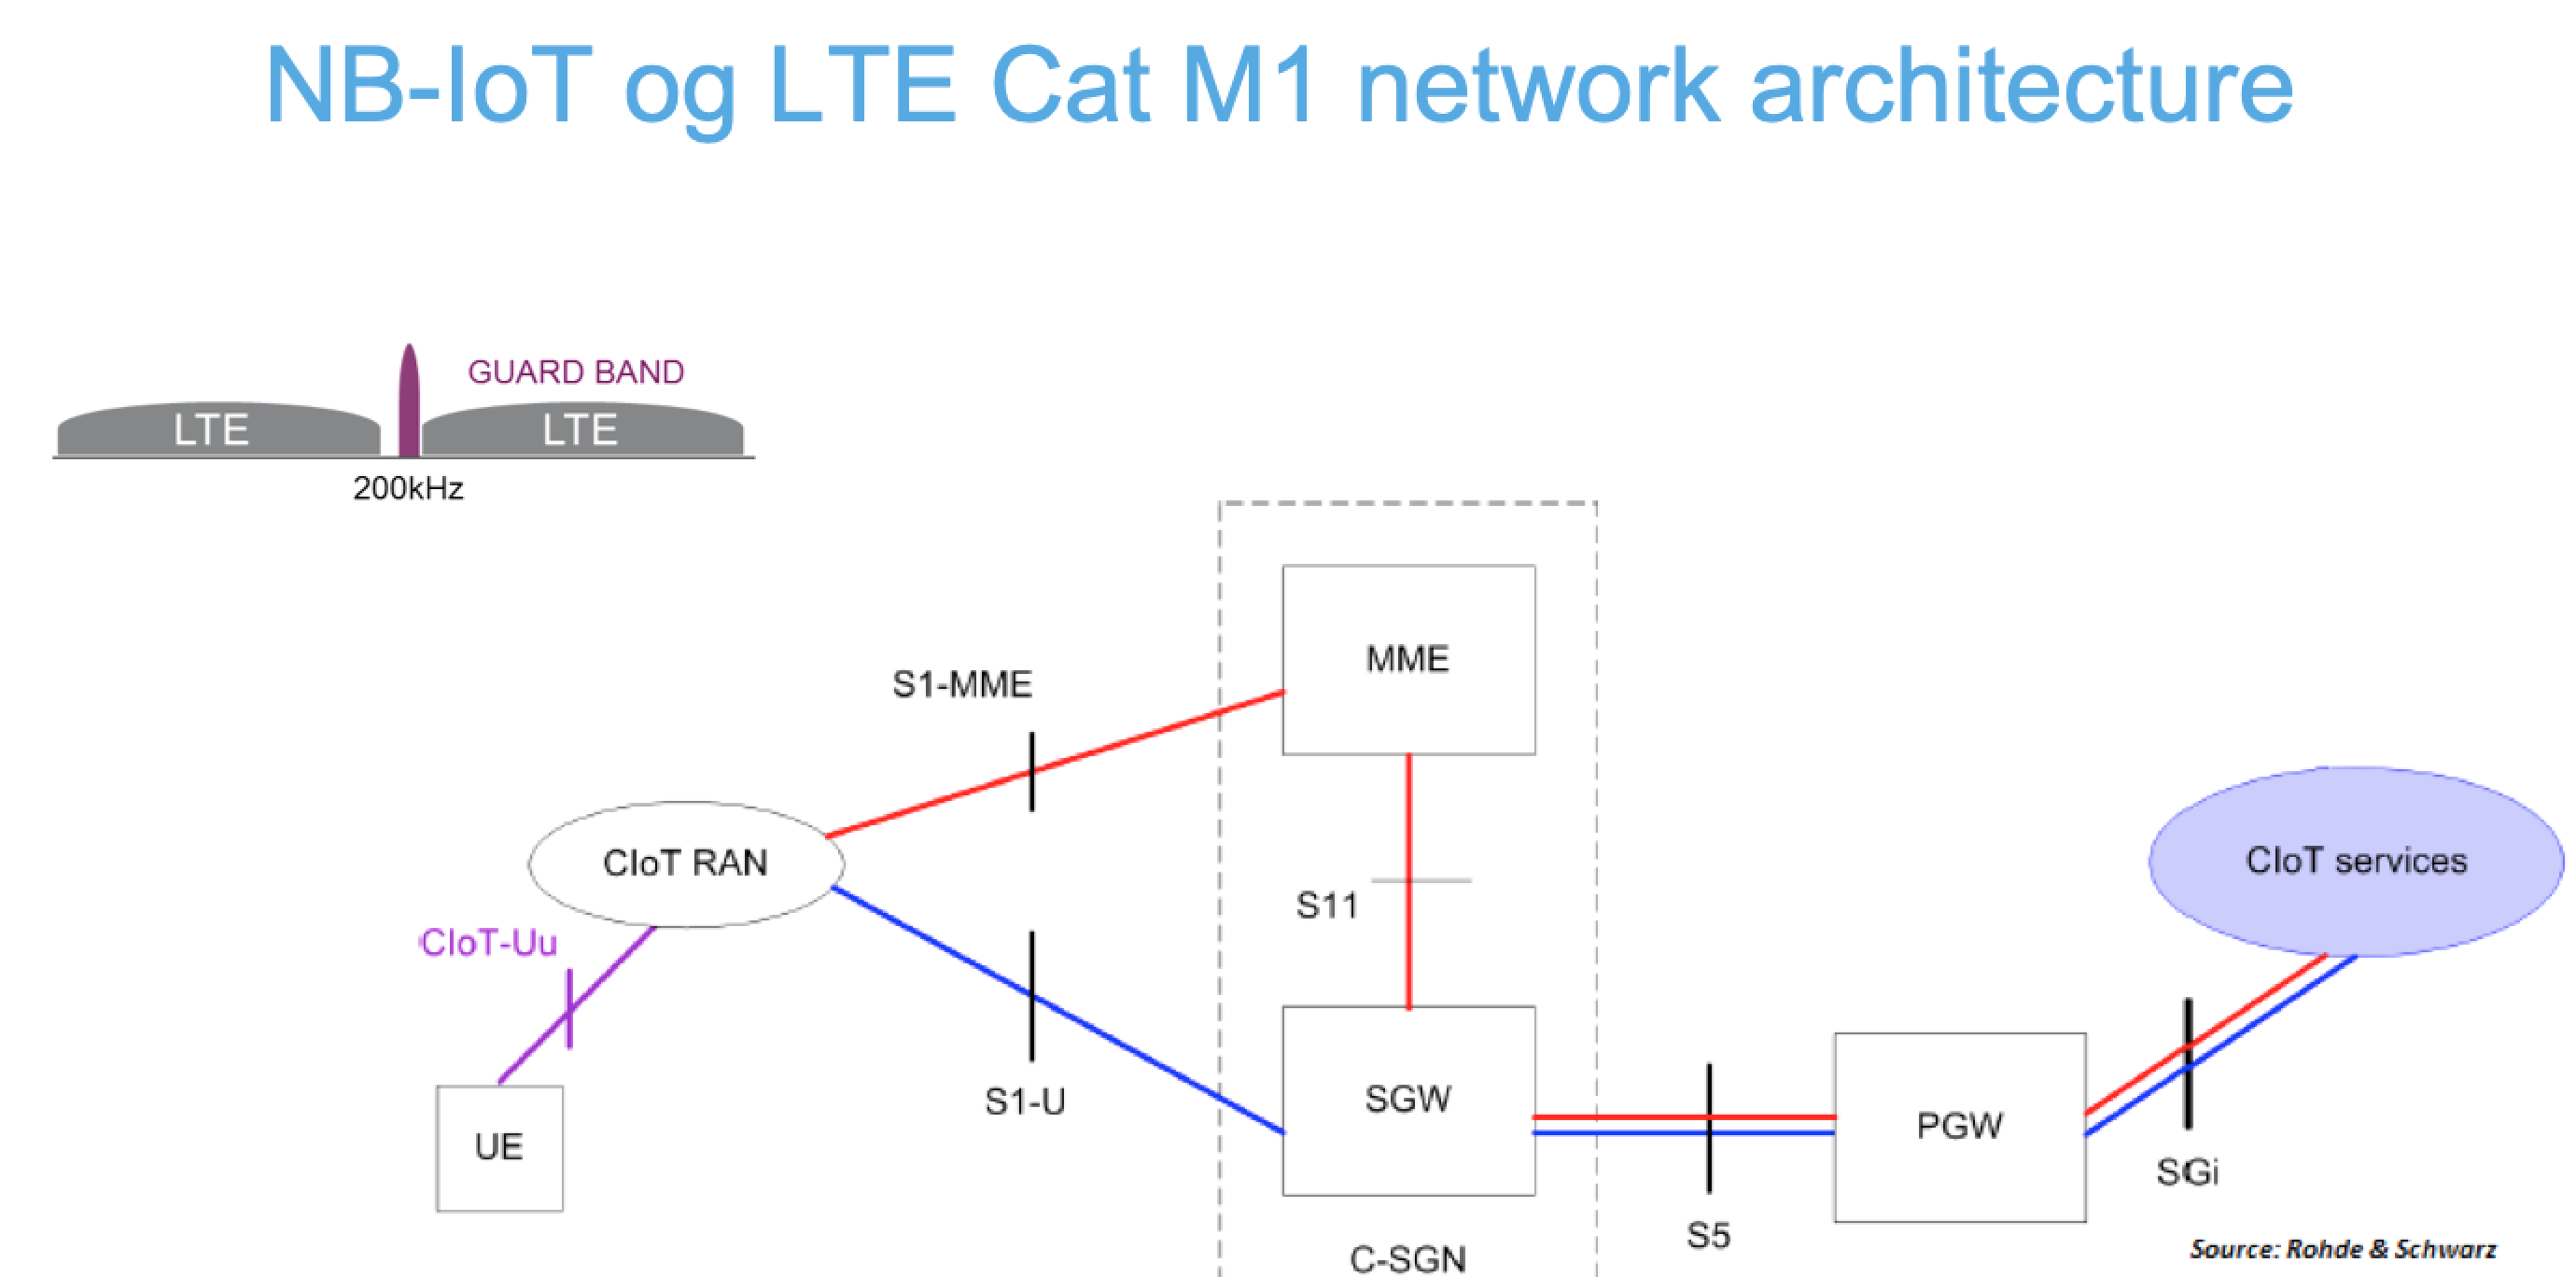 NB-IoT og LTE Cat M1 network architecture
GUARD BAND
LTE
LTE
200kHz
MME
S1-MME
CIoT RAN
CIoT services
S11
CIoT-Uu
S1-U
SGW
PGW
UE
SGi
S5
C-SGN
Source: Rohde & Schwarz